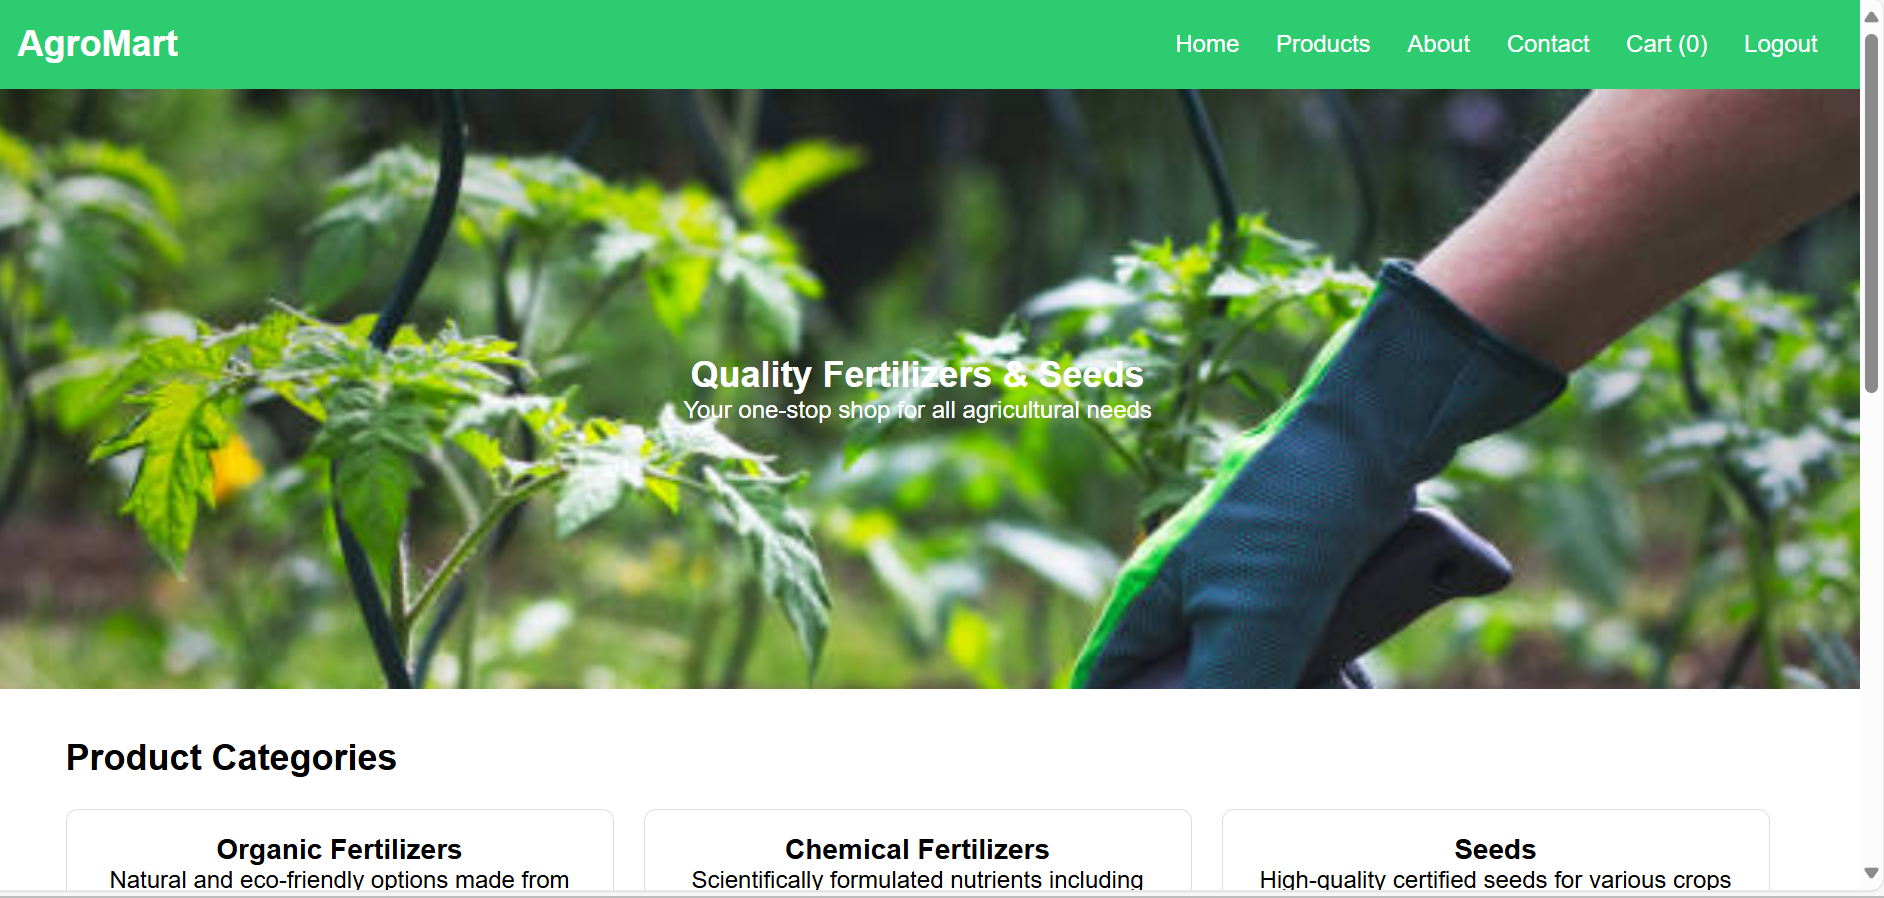 AgroMart
Home Products About Contact Cart (0) Logout
Quality Fertilizers & Seeds
Your one-stop shop for all agricultural needs
Product Categories
Organic Fertilizers
Natural and eco-friendly options made from
Chemical Fertilizers
Scientifically formulated nutrients including
Seeds
High-quality certified seeds for various crops